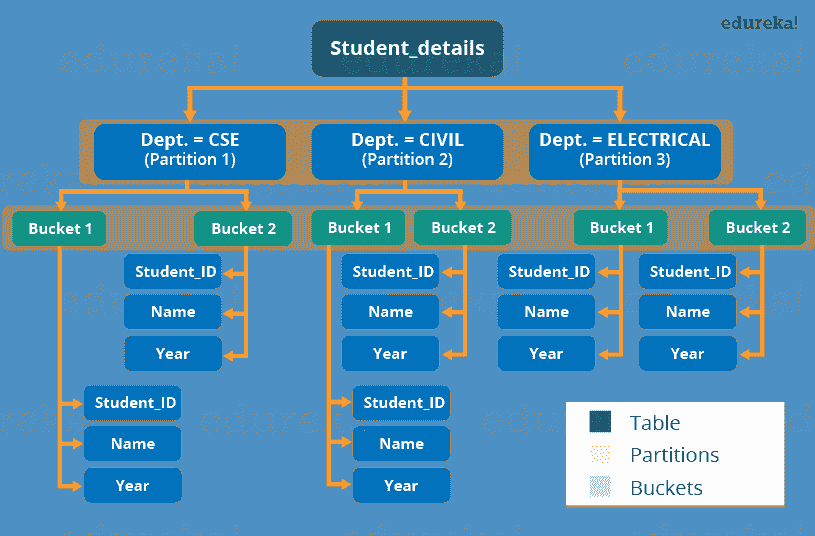 edureka!
Student_details
Dept. = CSE
(Partition 1)
Dept. = CIVIL
(Partition 2)
Dept. = ELECTRICAL
(Partition 3)
Bucket 1
Bucket 2
Bucket 1
Bucket 2
Bucket 1
Bucket 2
Student_ID
Name
Year
Student_ID
Name
Year
Student_ID
Name
Year
Student_ID
Name
Year
Student_ID
Name
Year
Student_ID
Name
Year
Table
Partitions
Buckets